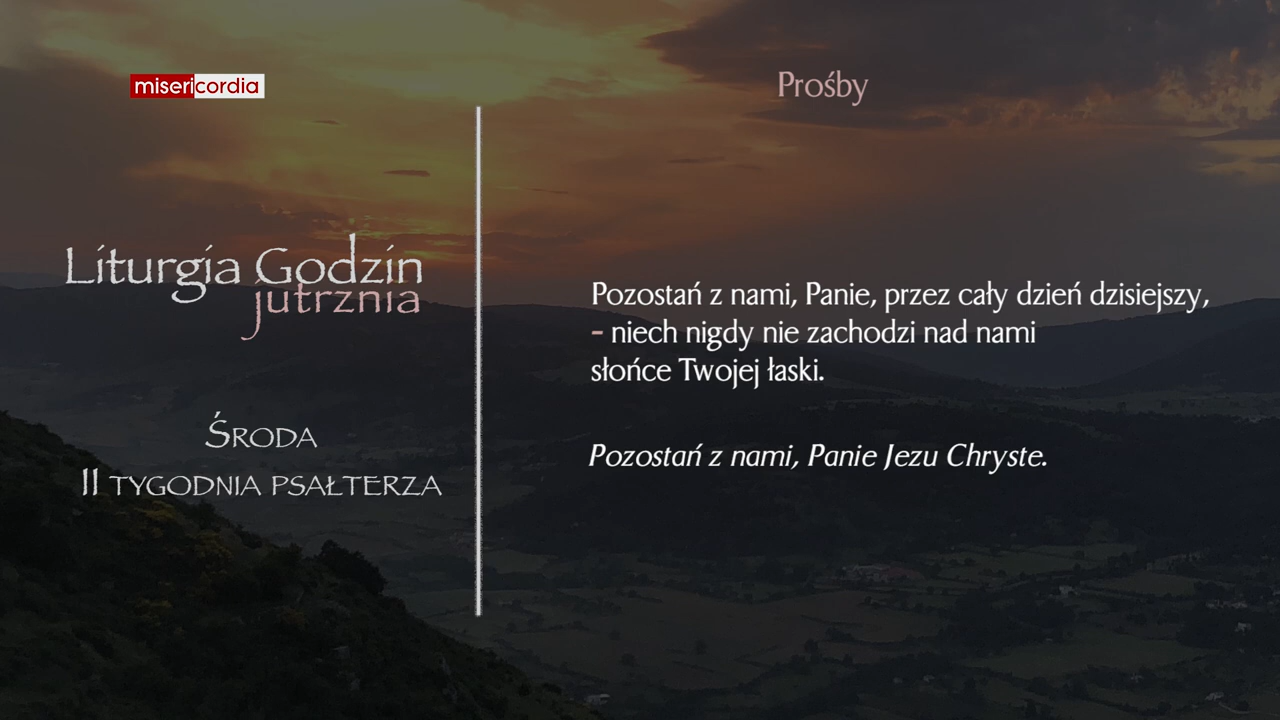 misericordia
Liturgia Godzin
jutrznia
Środa
II tygodnia psałterza
Prośby
Pozostań z nami, Panie, przez cały dzień dzisiejszy,
- niech nigdy nie zachodzi nad nami
słońce Twojej łaski.
Pozostań z nami, Panie Jezu Chryste.